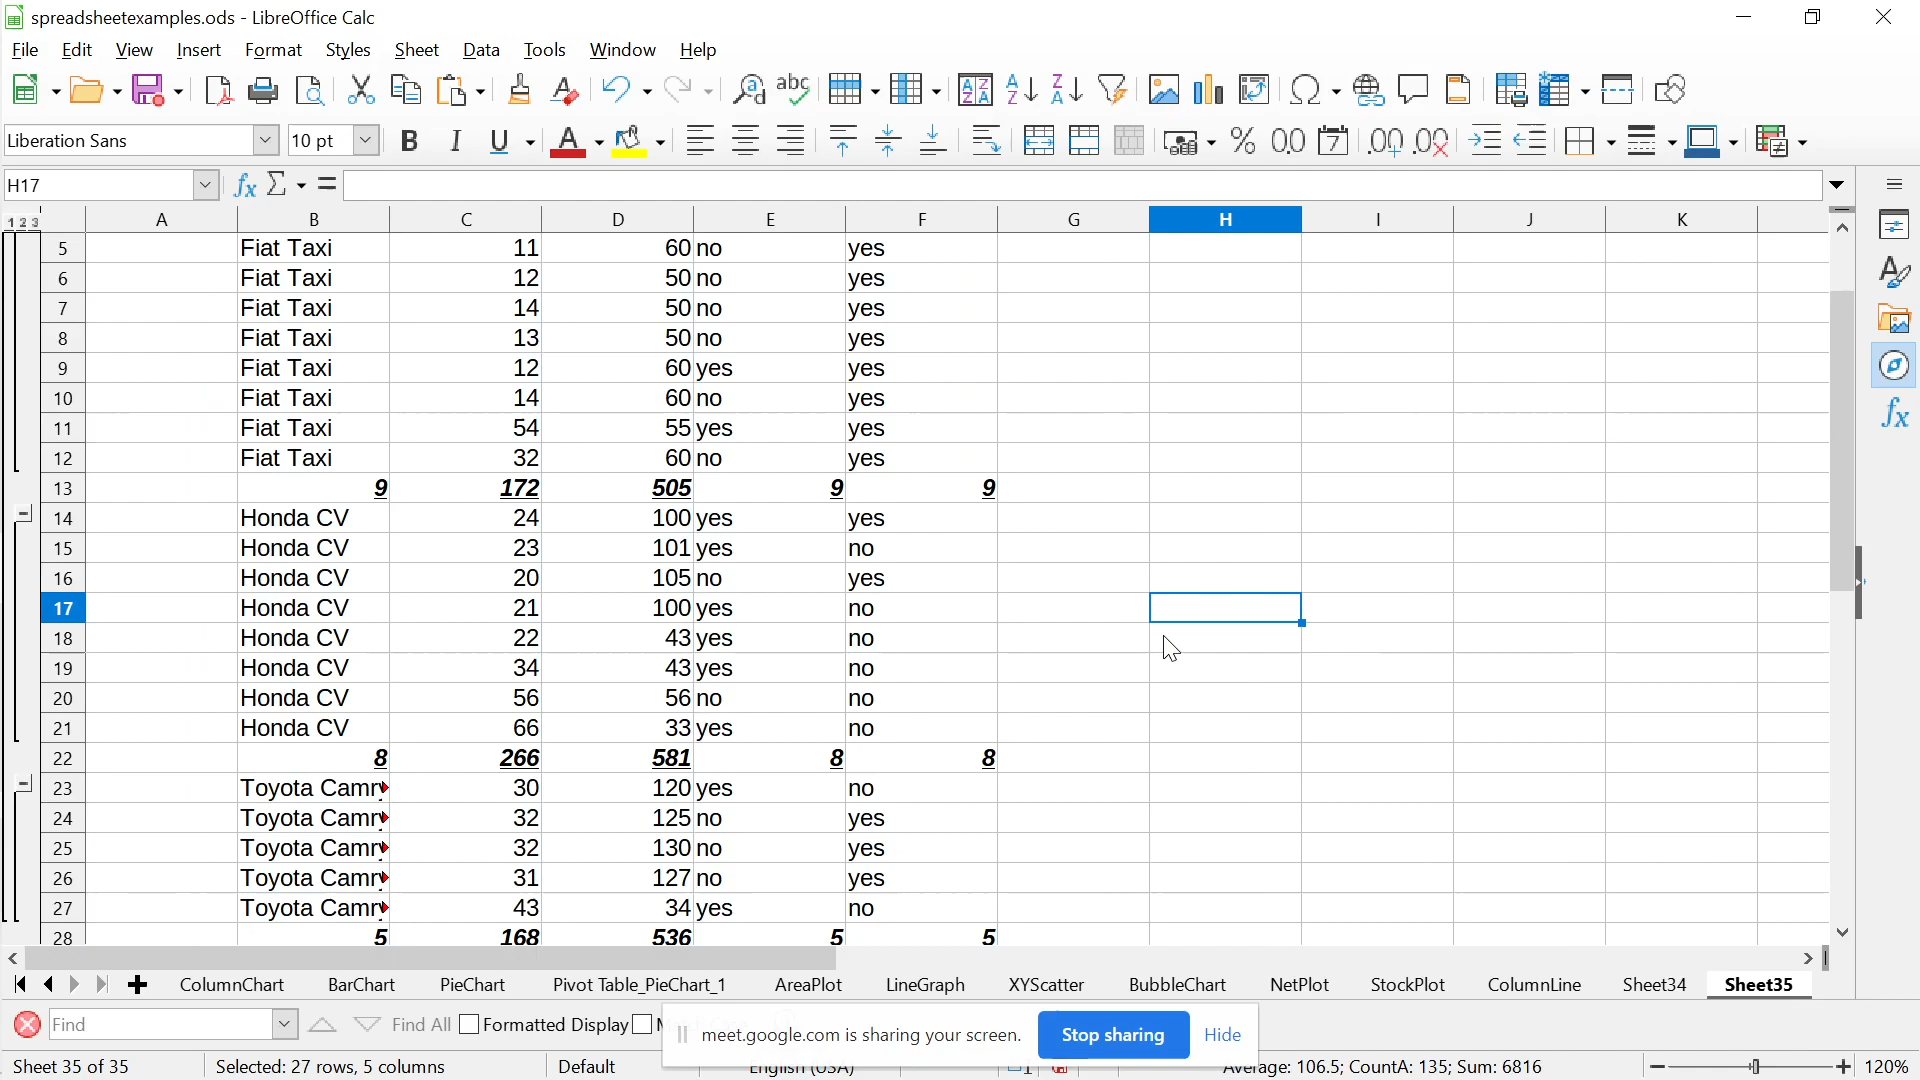 spreadsheetexamples.ods - LibreOffice Calc
File Edit View Insert Format Styles Sheet Data Tools Window Help
Liberation Sans 10 pt
H17
1 2 3 A B C D E F G H I J K
5 Fiat Taxi 11 60 no yes
6 Fiat Taxi 12 50 no yes
7 Fiat Taxi 14 50 no yes
8 Fiat Taxi 13 50 no yes
9 Fiat Taxi 12 60 yes yes
10 Fiat Taxi 14 60 no yes
11 Fiat Taxi 54 55 yes yes
12 Fiat Taxi 32 60 no yes
13 9 172 505 9 9
14 Honda CV 24 100 yes yes
15 Honda CV 23 101 yes no
16 Honda CV 20 105 no yes
17 Honda CV 21 100 yes no
18 Honda CV 22 43 yes no
19 Honda CV 34 43 yes no
20 Honda CV 56 56 no no
21 Honda CV 66 33 yes no
22 8 266 581 8 8
23 Toyota Camry 30 120 yes no
24 Toyota Camry 32 125 no yes
25 Toyota Camry 32 130 no yes
26 Toyota Camry 31 127 no yes
27 Toyota Camry 43 34 yes no
28 5 168 536 5 5
ColumnChart BarChart PieChart Pivot Table_PieChart_1 AreaPlot LineGraph XYScatter BubbleChart NetPlot StockPlot ColumnLine Sheet34 Sheet35
Find Find All Formatted Display
meet.google.com is sharing your screen. Stop sharing Hide
Sheet 35 of 35 Selected: 27 rows, 5 columns Default English (USA) Average: 106.5; CountA: 135; Sum: 6816 120%